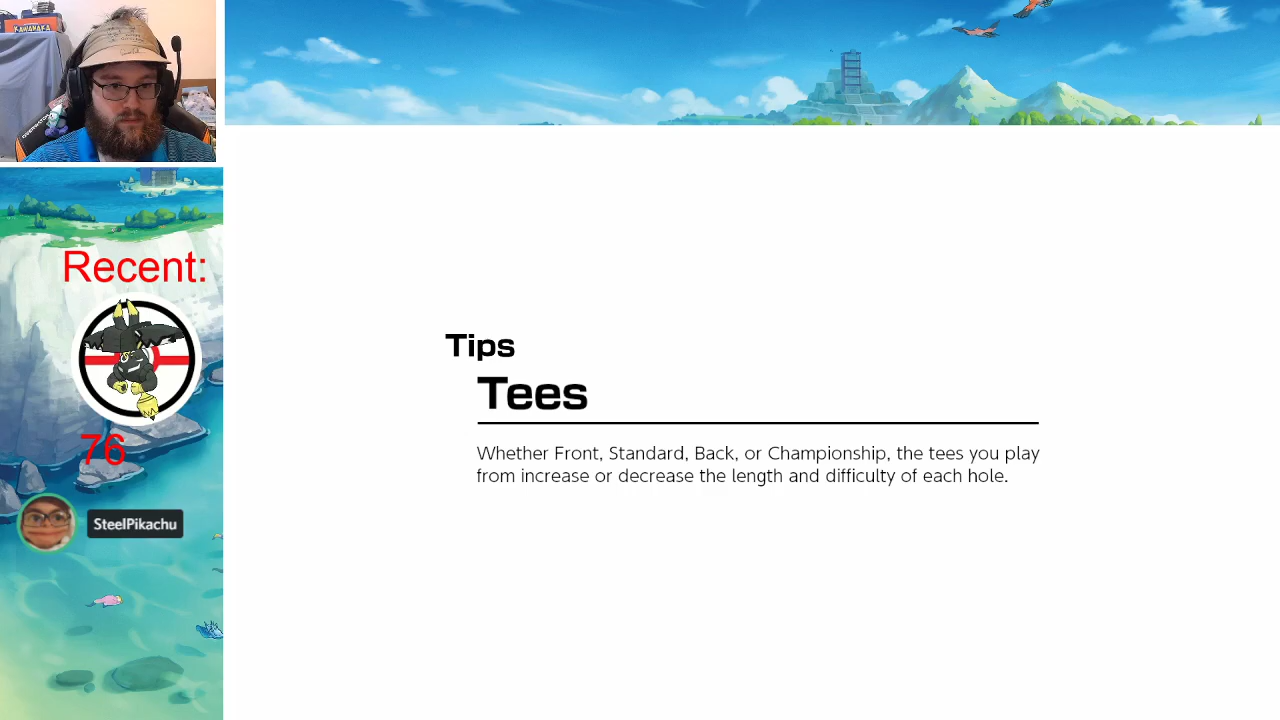 KAWANAKA
Recent:
76
SteelPikachu
Tips
Tees
Whether Front, Standard, Back, or Championship, the tees you play
from increase or decrease the length and difficulty of each hole.